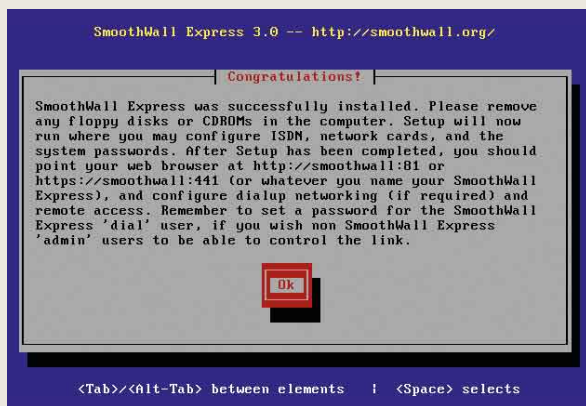 SmoothWall Express 3.0 -- http://smoothwall.org/
Congratulations!
SmoothWall Express was successfully installed. Please remove
any floppy disks or CDROMs in the computer. Setup will now
run where you may configure ISDN, network cards, and the
system passwords. After Setup has been completed, you should
point your web browser at http://smoothwall:81 or
https://smoothwall:441 (or whatever you name your SmoothWall
Express), and configure dialup networking (if required) and
remote access. Remember to set a password for the SmoothWall
Express 'dial' user, if you wish non SmoothWall Express
'admin' users to be able to control the link.
Ok
<Tab>/<Alt-Tab> between elements | <Space> selects